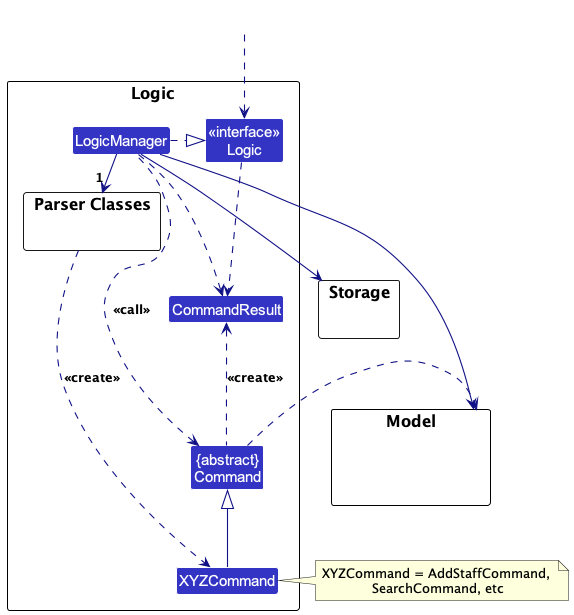 Logic
LogicManager
«interface»
Logic
1
Parser Classes
Storage
CommandResult
«call»
«create»
«create»
Model
{abstract}
Command
XYZCommand
XYZCommand = AddStaffCommand,
SearchCommand, etc